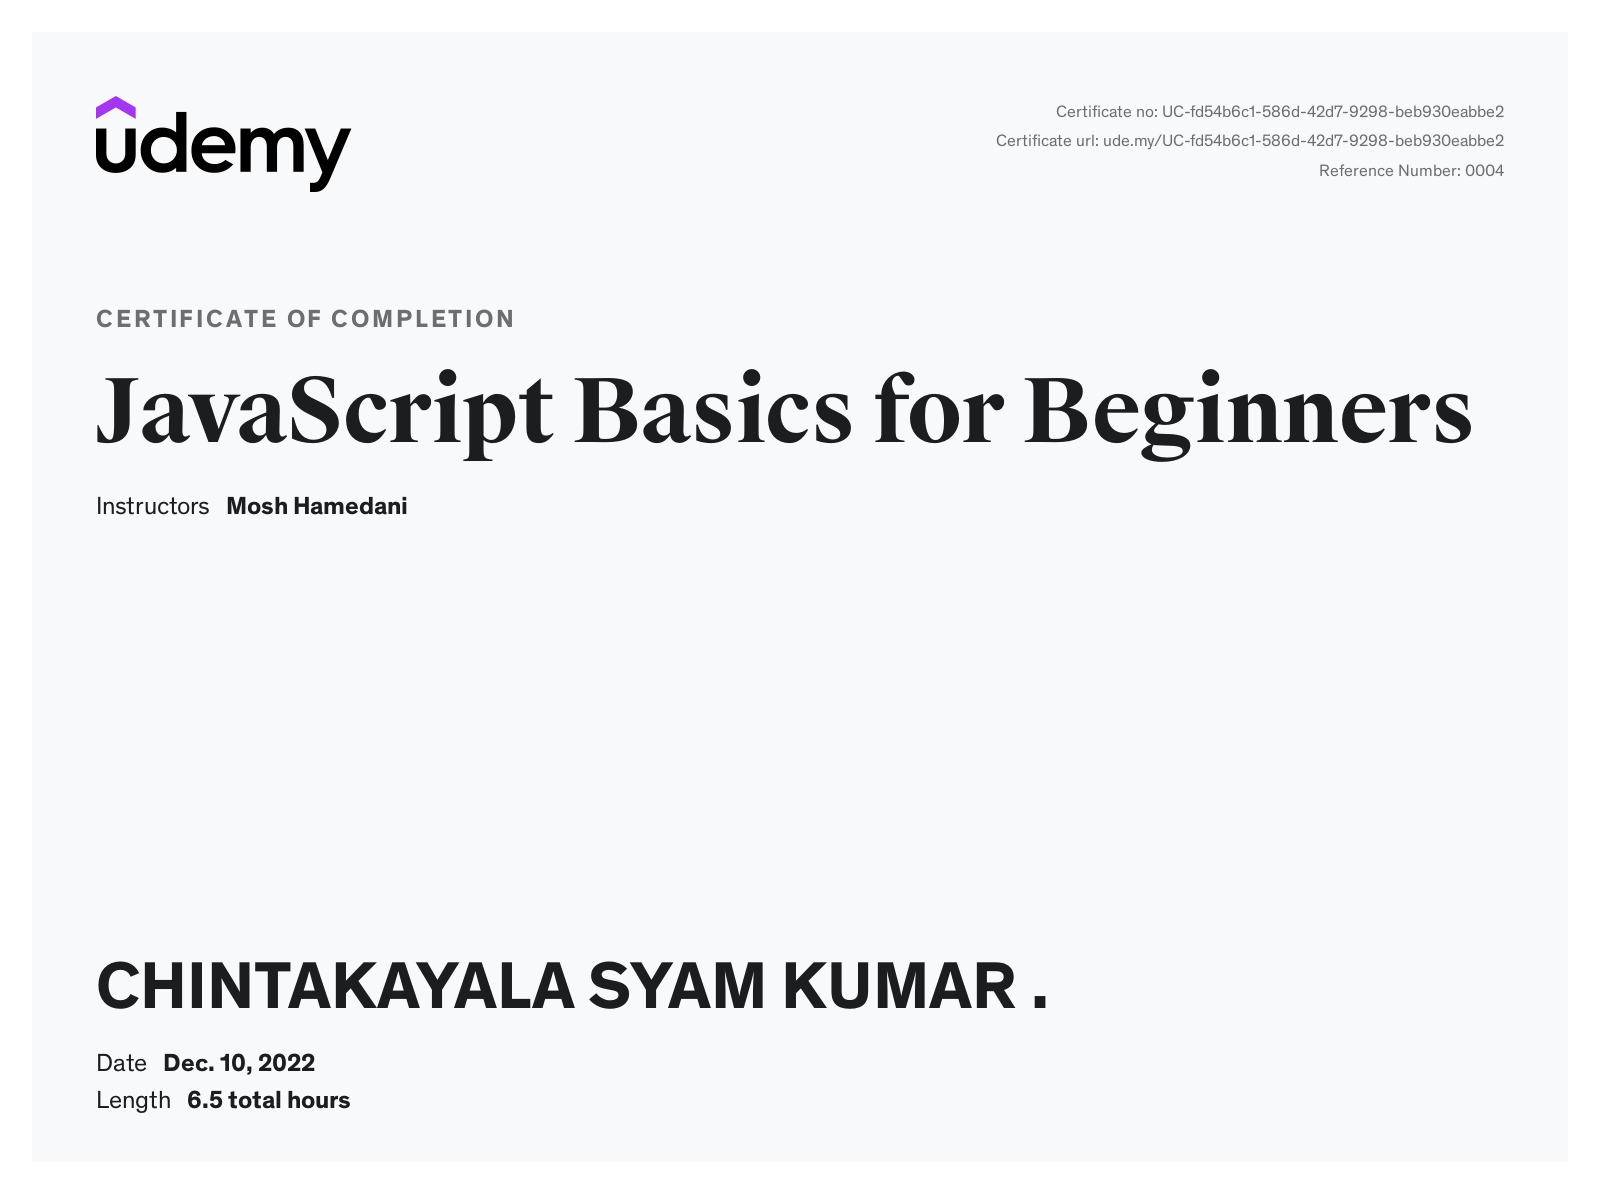 udemy
Certificate no: UC-fd54b6c1-586d-42d7-9298-beb930eabbe2
Certificate url: ude.my/UC-fd54b6c1-586d-42d7-9298-beb930eabbe2
Reference Number: 0004
CERTIFICATE OF COMPLETION
JavaScript Basics for Beginners
Instructors Mosh Hamedani
CHINTAKAYALA SYAM KUMAR .
Date Dec. 10, 2022
Length 6.5 total hours